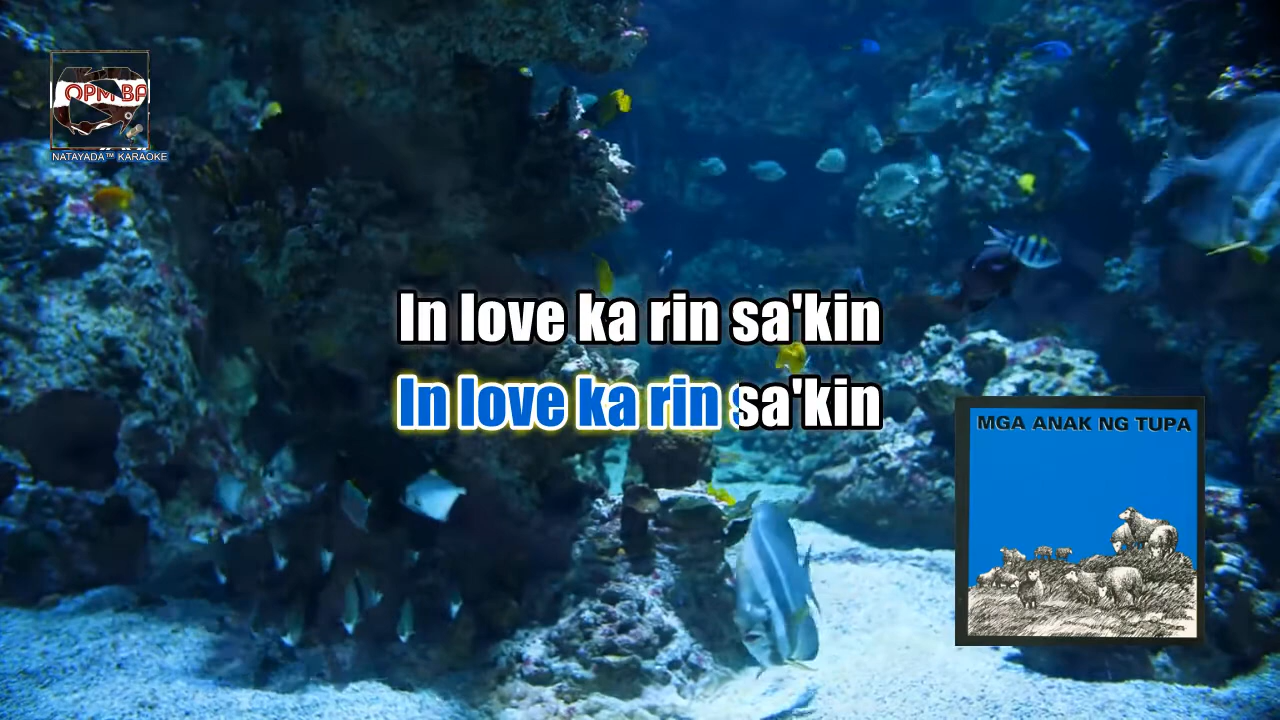 OPM BA
NATAYADA™ KARAOKE
In love ka rin sa'kin
In love ka rin sa'kin
MGA ANAK NG TUPA